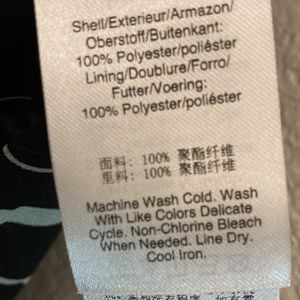 Shell/Exterieur/Armazon/
Oberstoff/Buitenkant:
100% Polyester/poliéster
Lining/Doublure/Forro/
Futter/Voering:
100% Polyester/poliéster
面料: 100% 聚酯纤维
里料: 100% 聚酯纤维
Machine Wash Cold. Wash
With Like Colors Delicate
Cycle. Non-Chlorine Bleach
When Needed. Line Dry.
Cool Iron.